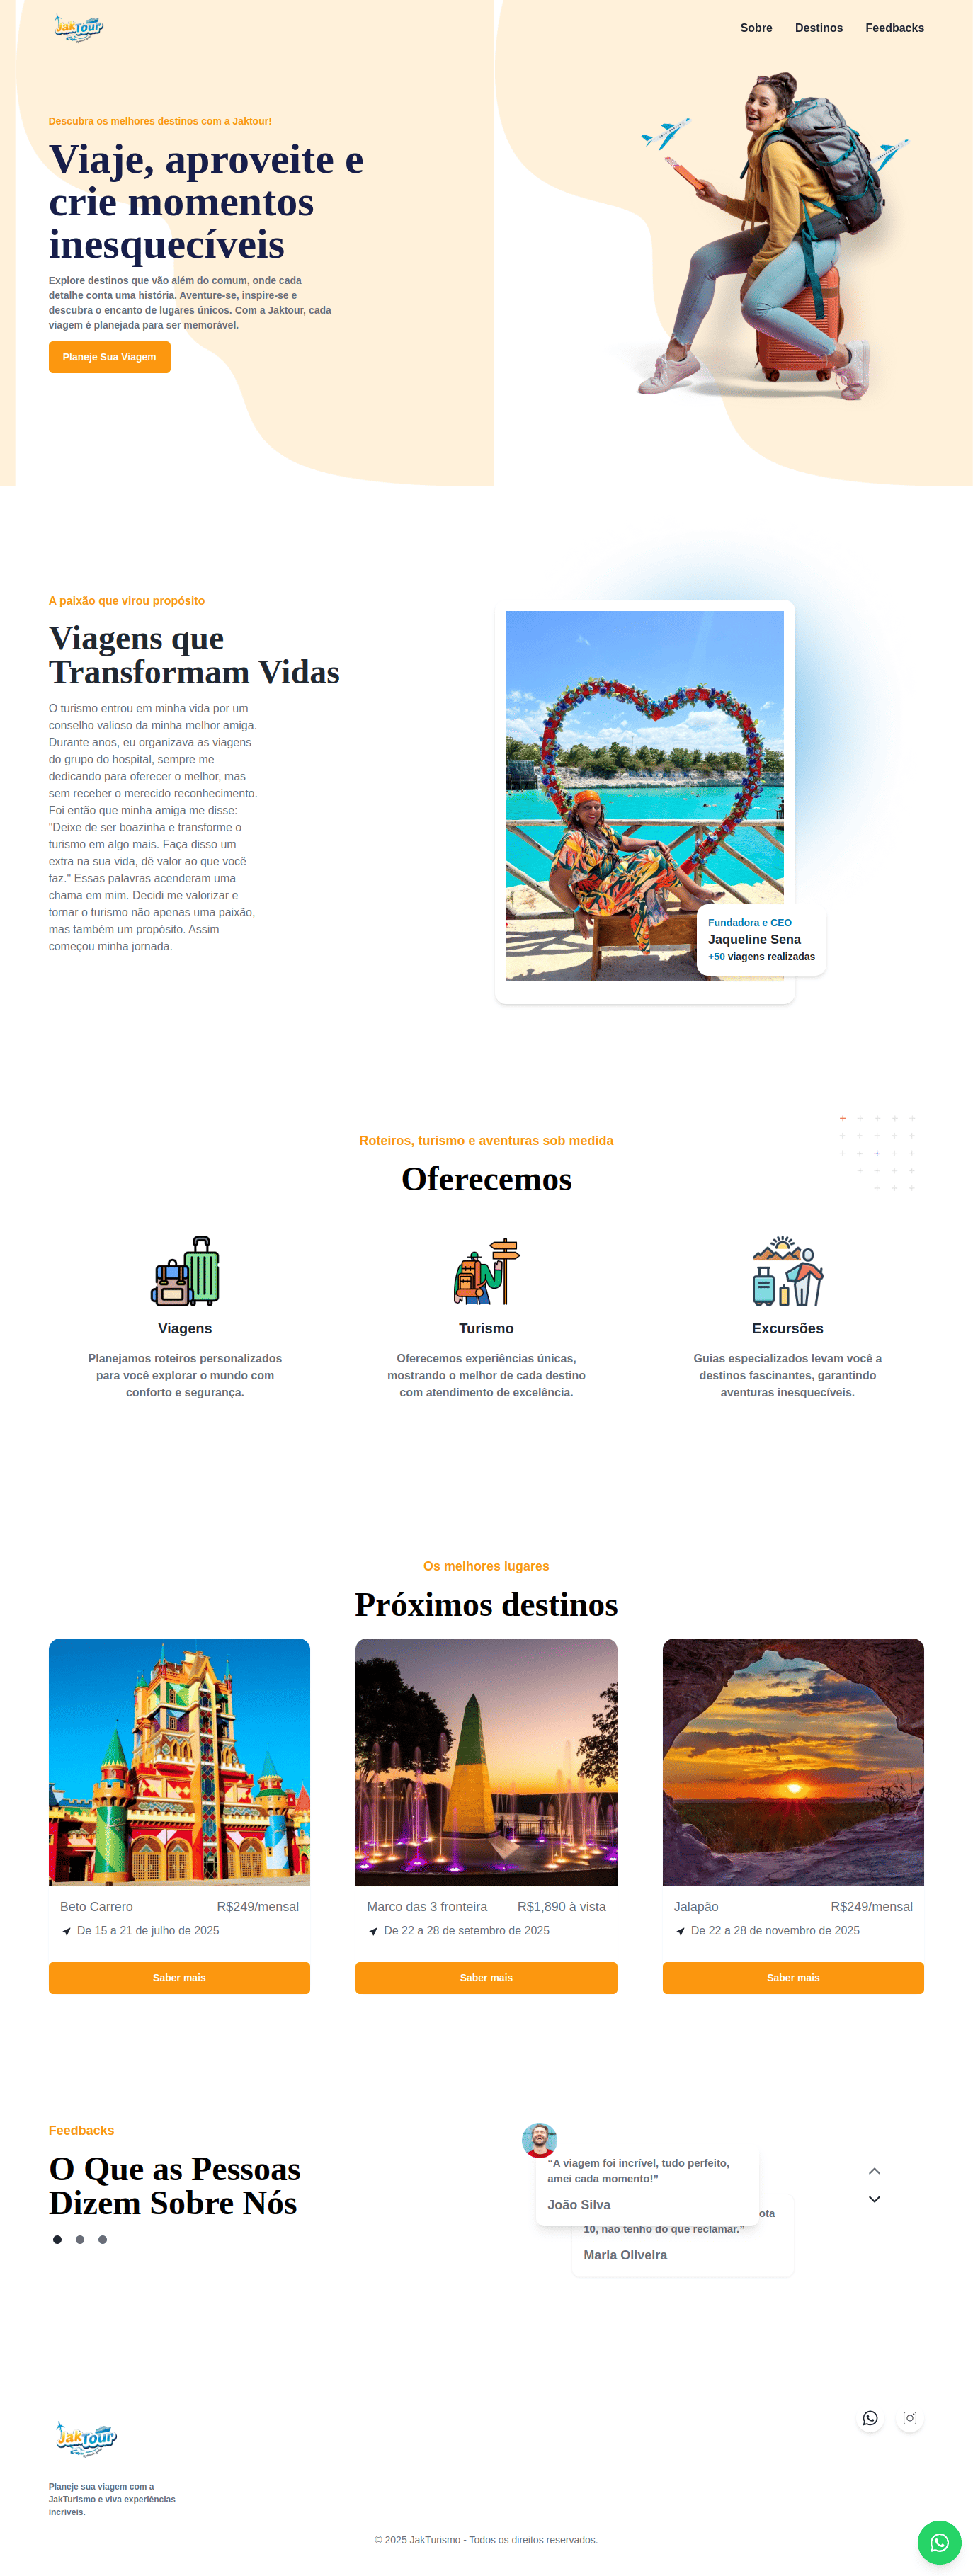 JakTour
Sobre
Destinos
Feedbacks
Descubra os melhores destinos com a Jaktour!
Viaje, aproveite e
crie momentos
inesquecíveis
Explore destinos que vão além do comum, onde cada
detalhe conta uma história. Aventure-se, inspire-se e
descubra o encanto de lugares únicos. Com a Jaktour, cada
viagem é planejada para ser memorável.
Planeje Sua Viagem
A paixão que virou propósito
Viagens que
Transformam Vidas
O turismo entrou em minha vida por um
conselho valioso da minha melhor amiga.
Durante anos, eu organizava as viagens
do grupo do hospital, sempre me
dedicando para oferecer o melhor, mas
sem receber o merecido reconhecimento.
Foi então que minha amiga me disse:
"Deixe de ser boazinha e transforme o
turismo em algo mais. Faça disso um
extra na sua vida, dê valor ao que você
faz." Essas palavras acenderam uma
chama em mim. Decidi me valorizar e
tornar o turismo não apenas uma paixão,
mas também um propósito. Assim
começou minha jornada.
Fundadora e CEO
Jaqueline Sena
+50 viagens realizadas
Roteiros, turismo e aventuras sob medida
Oferecemos
Viagens
Planejamos roteiros personalizados
para você explorar o mundo com
conforto e segurança.
Turismo
Oferecemos experiências únicas,
mostrando o melhor de cada destino
com atendimento de excelência.
Excursões
Guias especializados levam você a
destinos fascinantes, garantindo
aventuras inesquecíveis.
Os melhores lugares
Próximos destinos
Beto Carrero
R$249/mensal
De 15 a 21 de julho de 2025
Saber mais
Marco das 3 fronteira
R$1,890 à vista
De 22 a 28 de setembro de 2025
Saber mais
Jalapão
R$249/mensal
De 22 a 28 de novembro de 2025
Saber mais
Feedbacks
O Que as Pessoas
Dizem Sobre Nós
“A viagem foi incrível, tudo perfeito,
amei cada momento!”
João Silva
ota
10, não tenho do que reclamar.”
Maria Oliveira
JakTour
Planeje sua viagem com a
JakTurismo e viva experiências
incríveis.
© 2025 JakTurismo - Todos os direitos reservados.